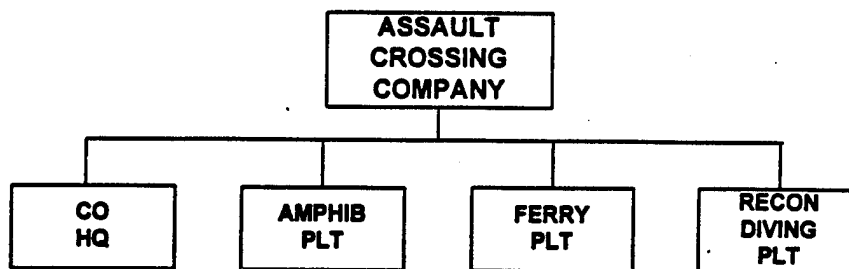 ASSAULT
CROSSING
COMPANY
CO
HQ
AMPHIB
PLT
FERRY
PLT
RECON
DIVING
PLT